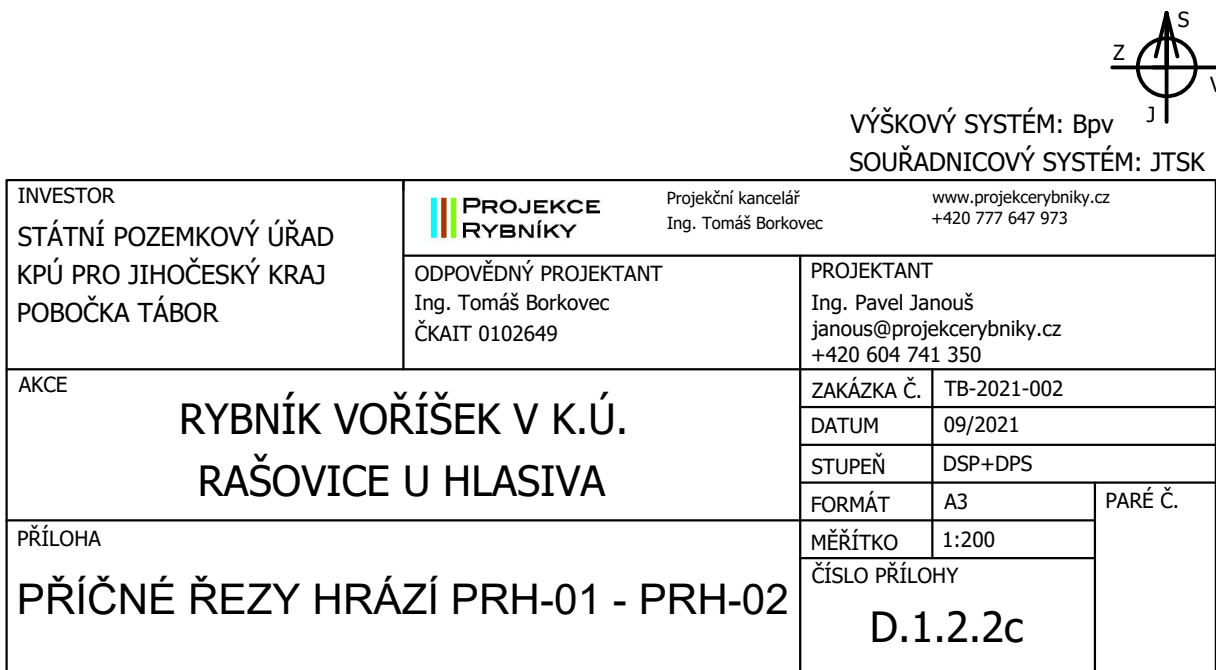 S
Z
V
J
VÝŠKOVÝ SYSTÉM: Bpv
SOUŘADNICOVÝ SYSTÉM: JTSK
INVESTOR
STÁTNÍ POZEMKOVÝ ÚŘAD
KPÚ PRO JIHOČESKÝ KRAJ
POBOČKA TÁBOR
PROJEKCE
RYBNÍKY
Projekční kancelář
Ing. Tomáš Borkovec
www.projekcerybniky.cz
+420 777 647 973
ODPOVĚDNÝ PROJEKTANT
Ing. Tomáš Borkovec
ČKAIT 0102649
PROJEKTANT
Ing. Pavel Janouš
janous@projekcerybniky.cz
+420 604 741 350
AKCE
RYBNÍK VOŘÍŠEK V K.Ú.
RAŠOVICE U HLASIVA
ZAKÁZKA Č. TB-2021-002
DATUM 09/2021
STUPEŇ DSP+DPS
FORMÁT A3
MĚŘÍTKO 1:200
PARÉ Č.
PŘÍLOHA
PŘÍČNÉ ŘEZY HRÁZÍ PRH-01 - PRH-02
ČÍSLO PŘÍLOHY
D.1.2.2c